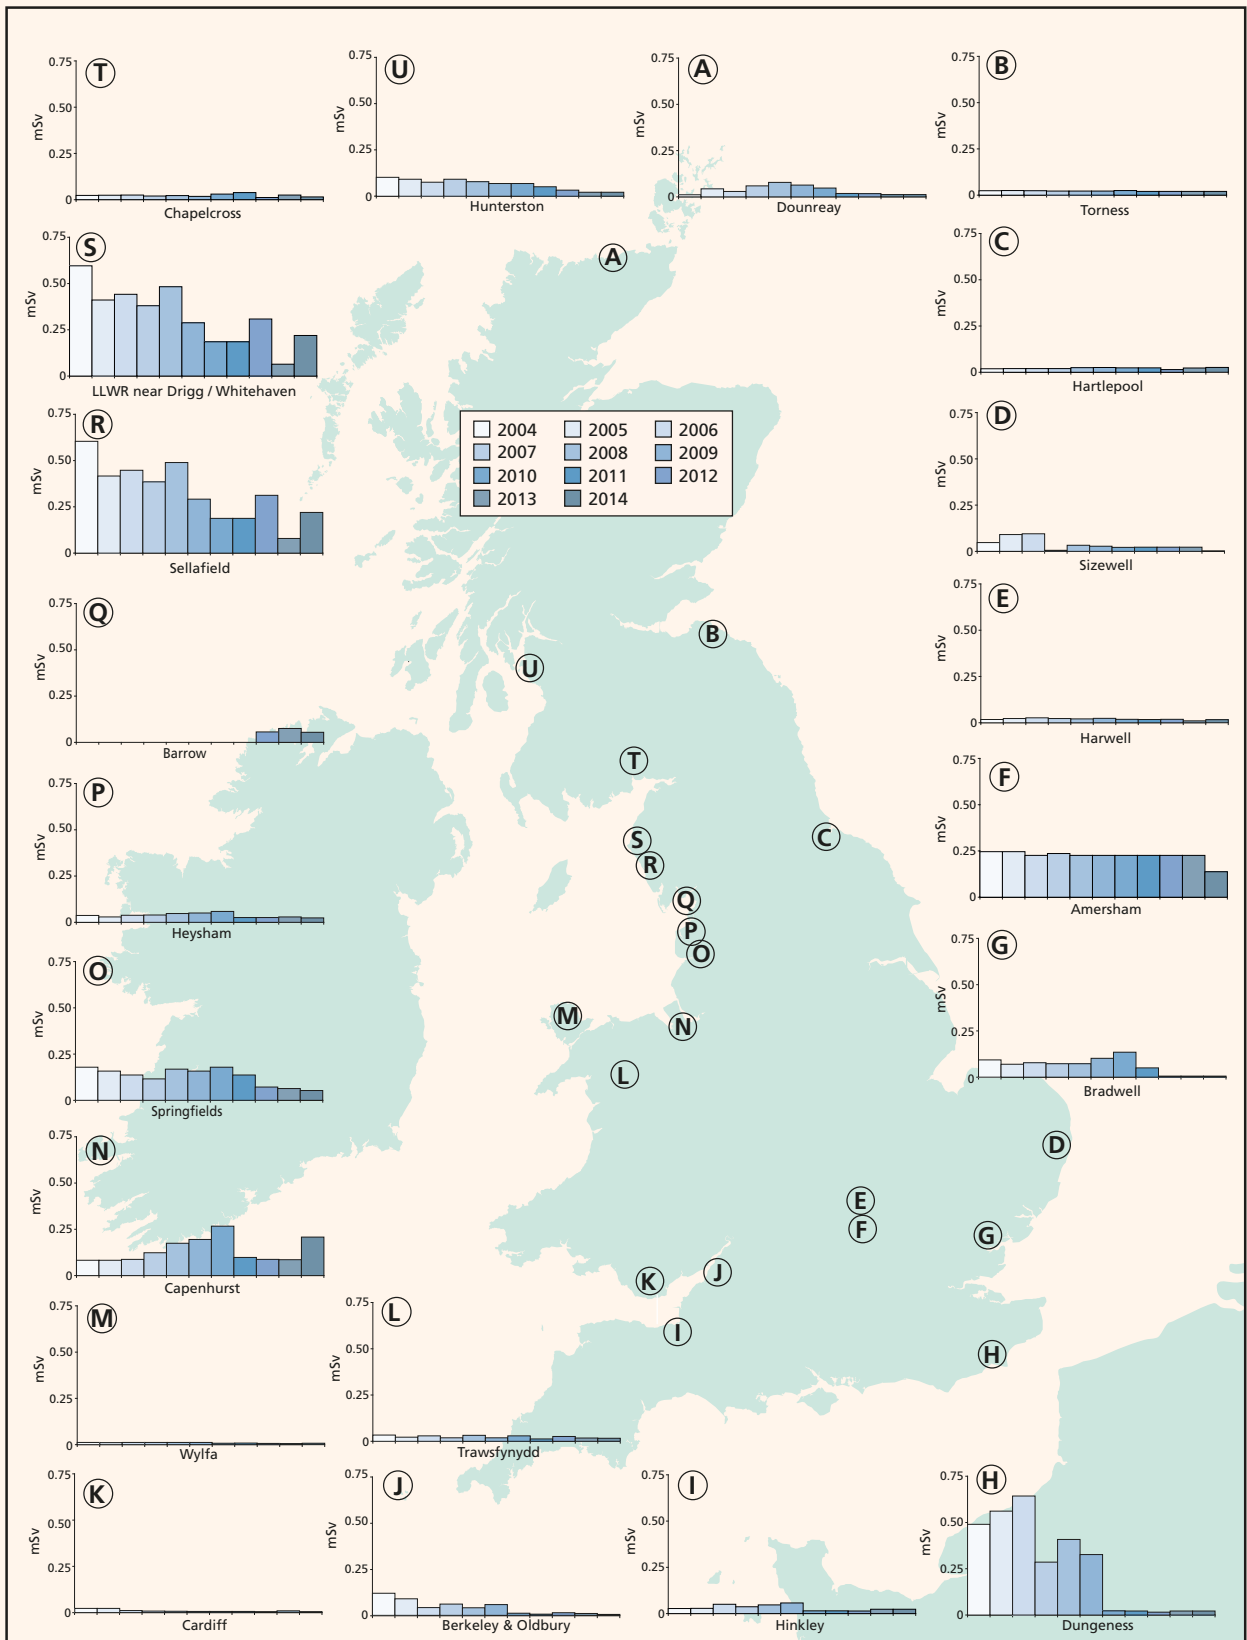 T
0.75
0.50
0.25
0
mSv
Chapelcross
U
0.75
0.50
0.25
0
mSv
Hunterston
A
0.75
0.50
0.25
0
mSv
Dounreay
B
0.75
0.50
0.25
0
mSv
Torness
S
0.75
0.50
0.25
0
mSv
LLWR near Drigg / Whitehaven
C
0.75
0.50
0.25
0
mSv
Hartlepool
R
0.75
0.50
0.25
0
mSv
Sellafield
2004 2005 2006
2007 2008 2009
2010 2011 2012
2013 2014
D
0.75
0.50
0.25
0
mSv
Sizewell
Q
0.75
0.50
0.25
0
mSv
Barrow
E
0.75
0.50
0.25
0
mSv
Harwell
P
0.75
0.50
0.25
0
mSv
Heysham
F
0.75
0.50
0.25
0
mSv
Amersham
O
0.75
0.50
0.25
0
mSv
Springfields
G
0.75
0.50
0.25
0
mSv
Bradwell
N
0.75
0.50
0.25
0
mSv
Capenhurst
M
0.75
0.50
0.25
0
mSv
Wylfa
L
0.75
0.50
0.25
0
mSv
Trawsfynydd
K
0.75
0.50
0.25
0
mSv
Cardiff
J
0.75
0.50
0.25
0
mSv
Berkeley & Oldbury
I
0.75
0.50
0.25
0
mSv
Hinkley
H
0.75
0.50
0.25
0
mSv
Dungeness
A
B
U
T
S
C
R
Q
P
O
M
N
L
D
E
F
G
J
K
I
H